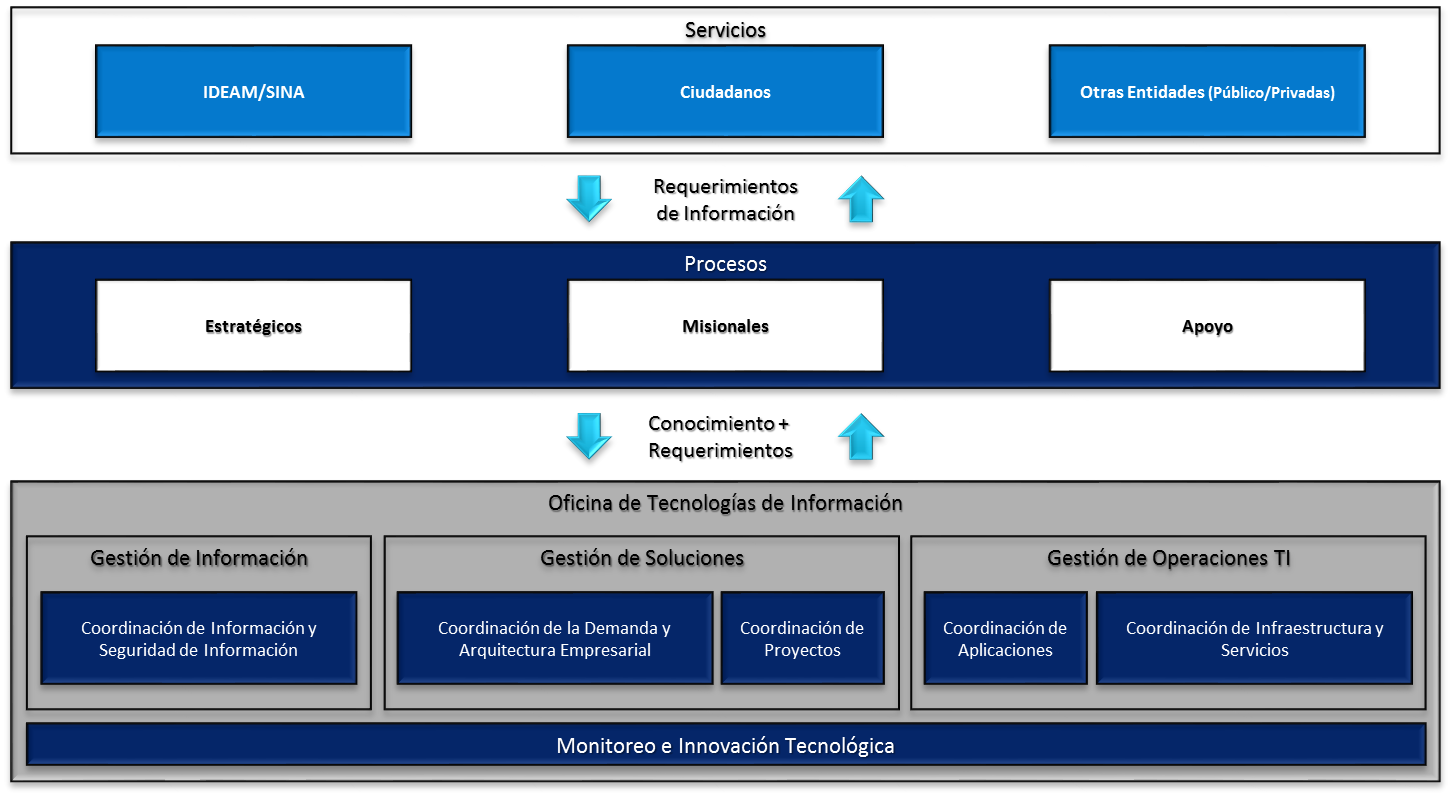 Servicios
IDEAM/SINA
Ciudadanos
Otras Entidades (Público/Privadas)
Requerimientos
de Información
Procesos
Estratégicos
Misionales
Apoyo
Conocimiento +
Requerimientos
Oficina de Tecnologías de Información
Gestión de Información
Coordinación de Información y
Seguridad de Información
Gestión de Soluciones
Coordinación de la Demanda y
Arquitectura Empresarial
Coordinación de
Proyectos
Gestión de Operaciones TI
Coordinación de
Aplicaciones
Coordinación de Infraestructura y
Servicios
Monitoreo e Innovación Tecnológica